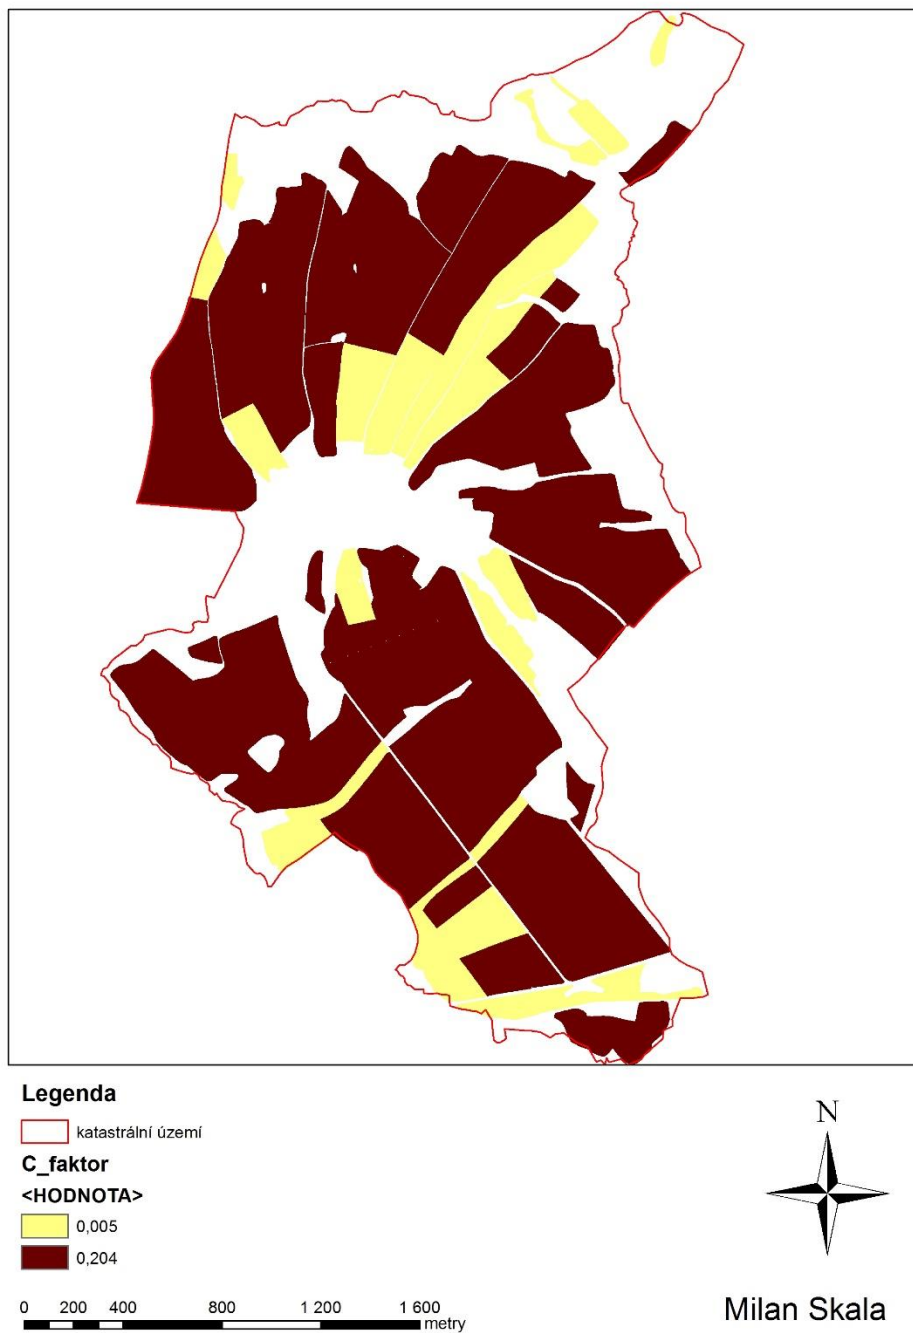 Legenda
katastrální území
C_faktor
<HODNOTA>
0,005
0,204
N
0 200 400 800 1 200 1 600
metry
Milan Skala